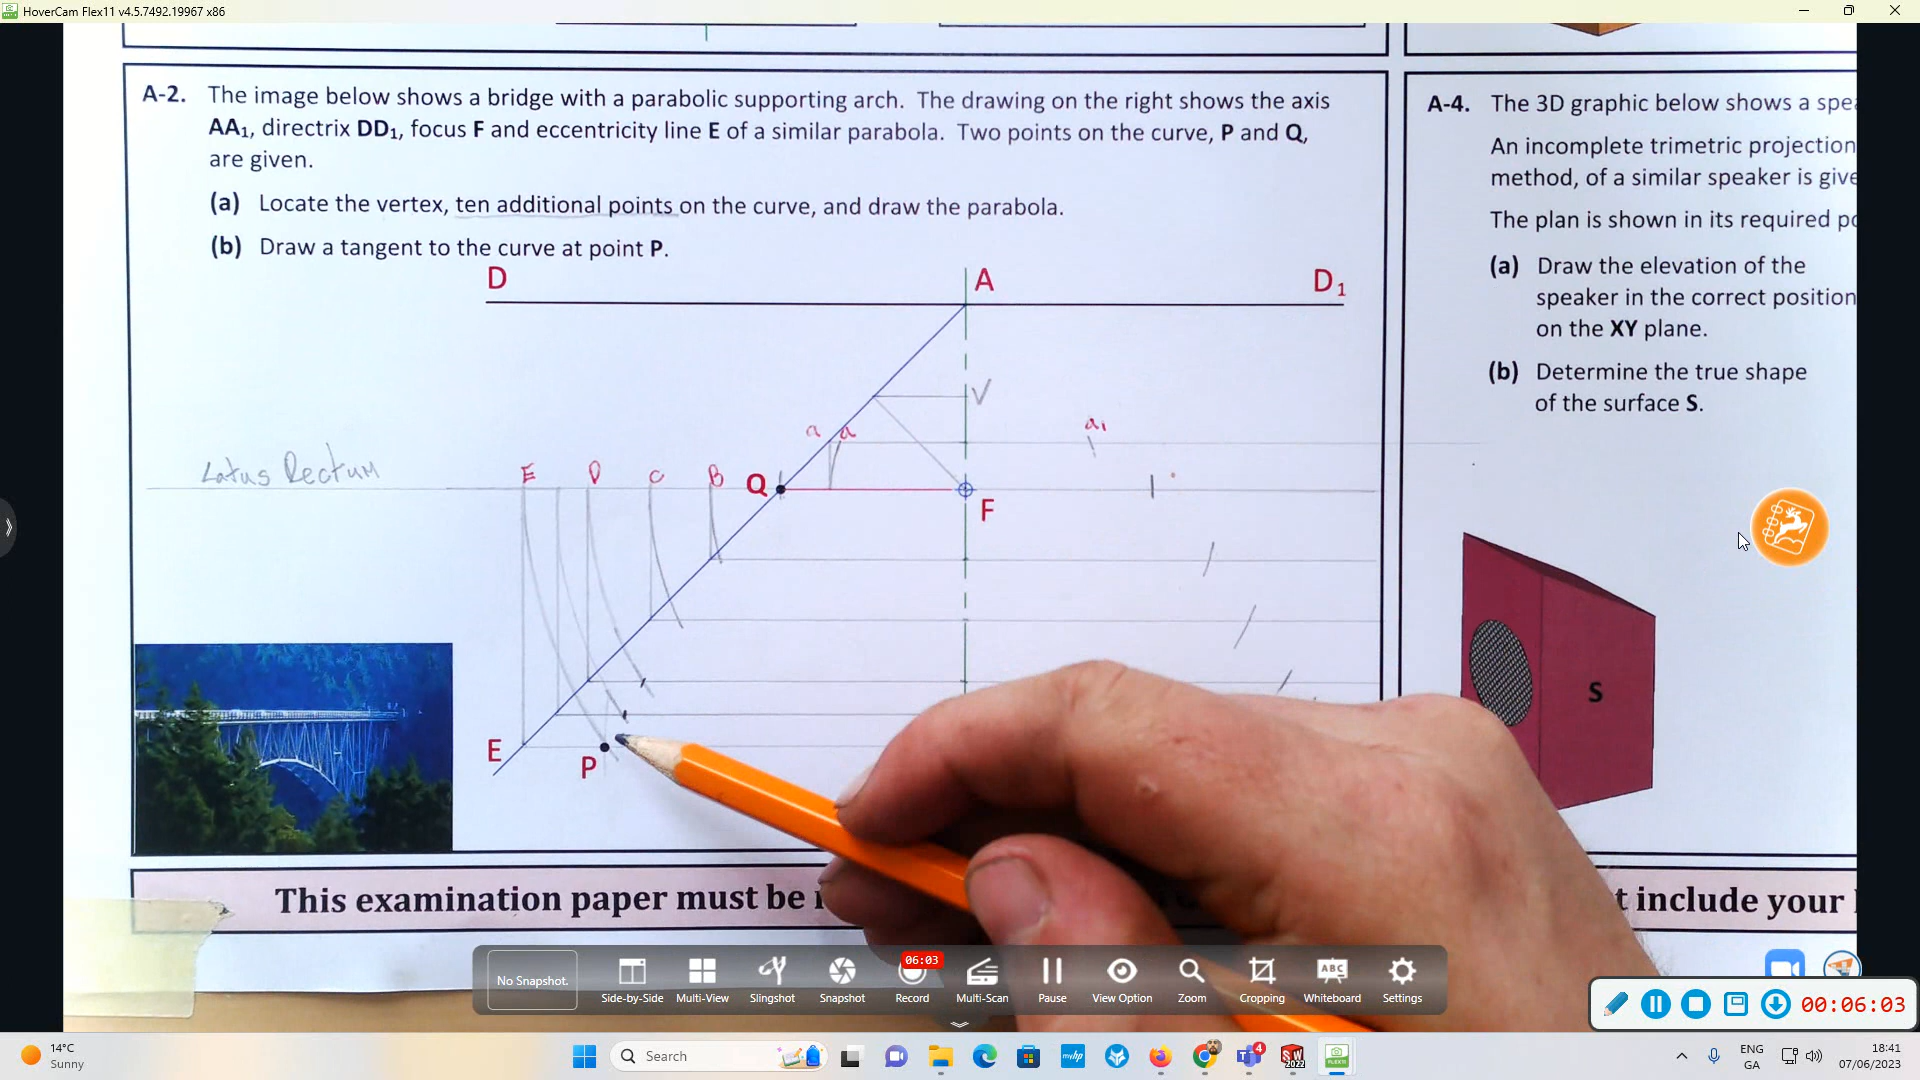 HoverCam Flex11 v4.5.7492.19967 x86
A-2. The image below shows a bridge with a parabolic supporting arch. The drawing on the right shows the axis
AA₁, directrix DD₁, focus F and eccentricity line E of a similar parabola. Two points on the curve, P and Q,
are given.
(a) Locate the vertex, ten additional points on the curve, and draw the parabola.
(b) Draw a tangent to the curve at point P.
D
A
D₁
V
a a
a₁
Latus Rectum
E D C B Q
F
E
P
A-4. The 3D graphic below shows a
An incomplete trimetric projection
method, of a similar speaker is
The plan is shown in its required
(a) Draw the elevation of the
speaker in the correct position
on the XY plane.
(b) Determine the true shape
of the surface S.
S
This examination paper must be
include your
No Snapshot.
Side-by-Side
Multi-View
Slingshot
Snapshot
06:03
Record
Multi-Scan
Pause
View Option
Zoom
Cropping
ABC
Whiteboard
Settings
00:06:03
14°C
Sunny
Search
myhp
4
SW
2022
FLEX11
ENG
GA
18:41
07/06/2023